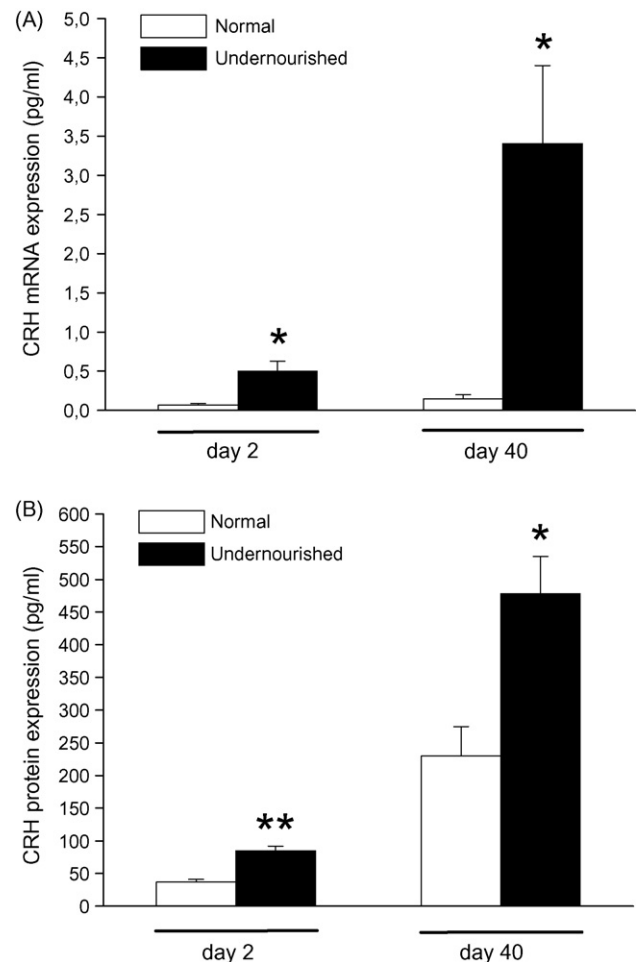 (A)
Normal
Undernourished
CRH mRNA expression (pg/ml)
5,0
4,5
4,0
3,5
3,0
2,5
2,0
1,5
1,0
0,5
0,0
*
*
day 2
day 40
(B)
Normal
Undernourished
CRH protein expression (pg/ml)
600
550
500
450
400
350
300
250
200
150
100
50
0
**
*
day 2
day 40